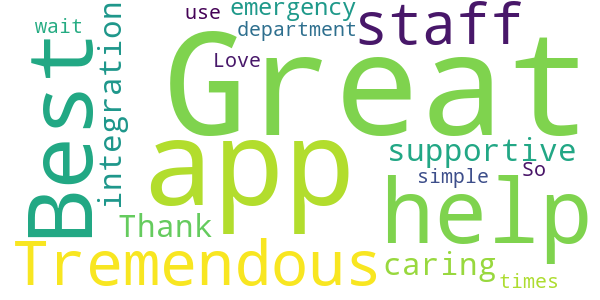 use
emergency
staff
wait
department
Best
integration
Great
Love
app
supportive
simple
So
help
Thank
Tremendous
caring
times